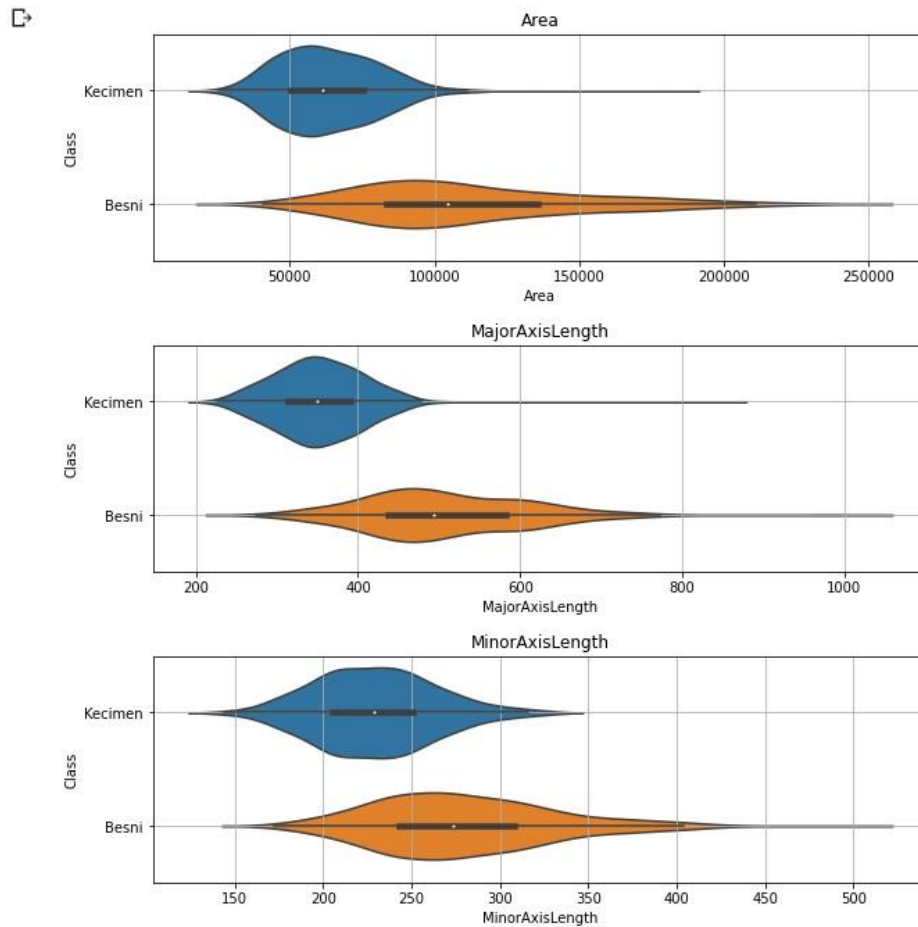 Area
Kecimen
Class
Besni
50000 100000 150000 200000 250000
Area
MajorAxisLength
Kecimen
Class
Besni
200 400 600 800 1000
MajorAxisLength
MinorAxisLength
Kecimen
Class
Besni
150 200 250 300 350 400 450 500
MinorAxisLength